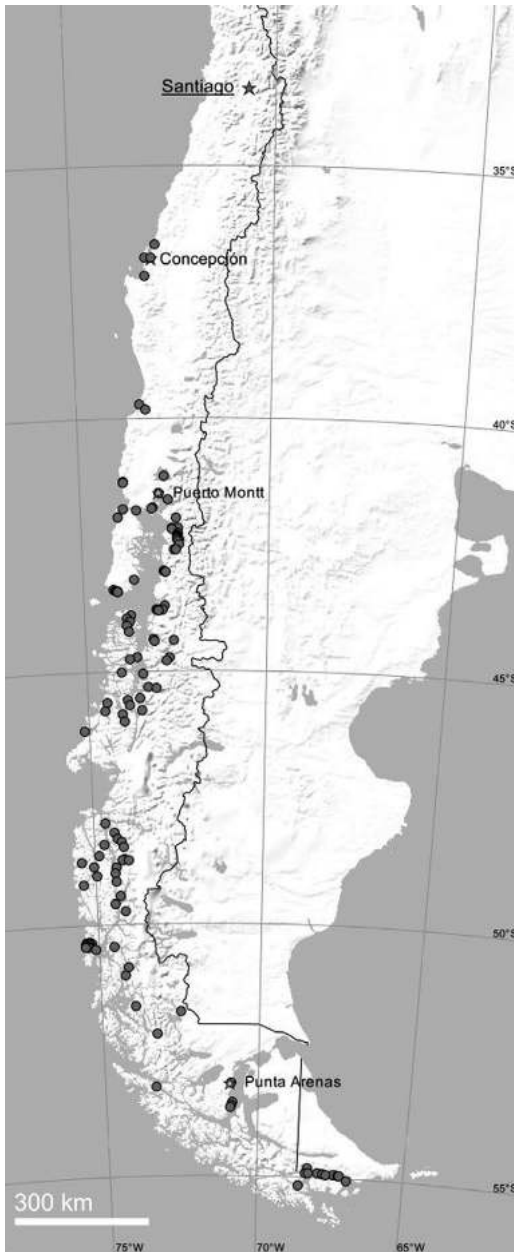 Santiago
35°S
Concepción
40°S
Puerto Montt
45°S
50°S
Punta Arenas
55°S
300 km
75°W
70°W
65°W